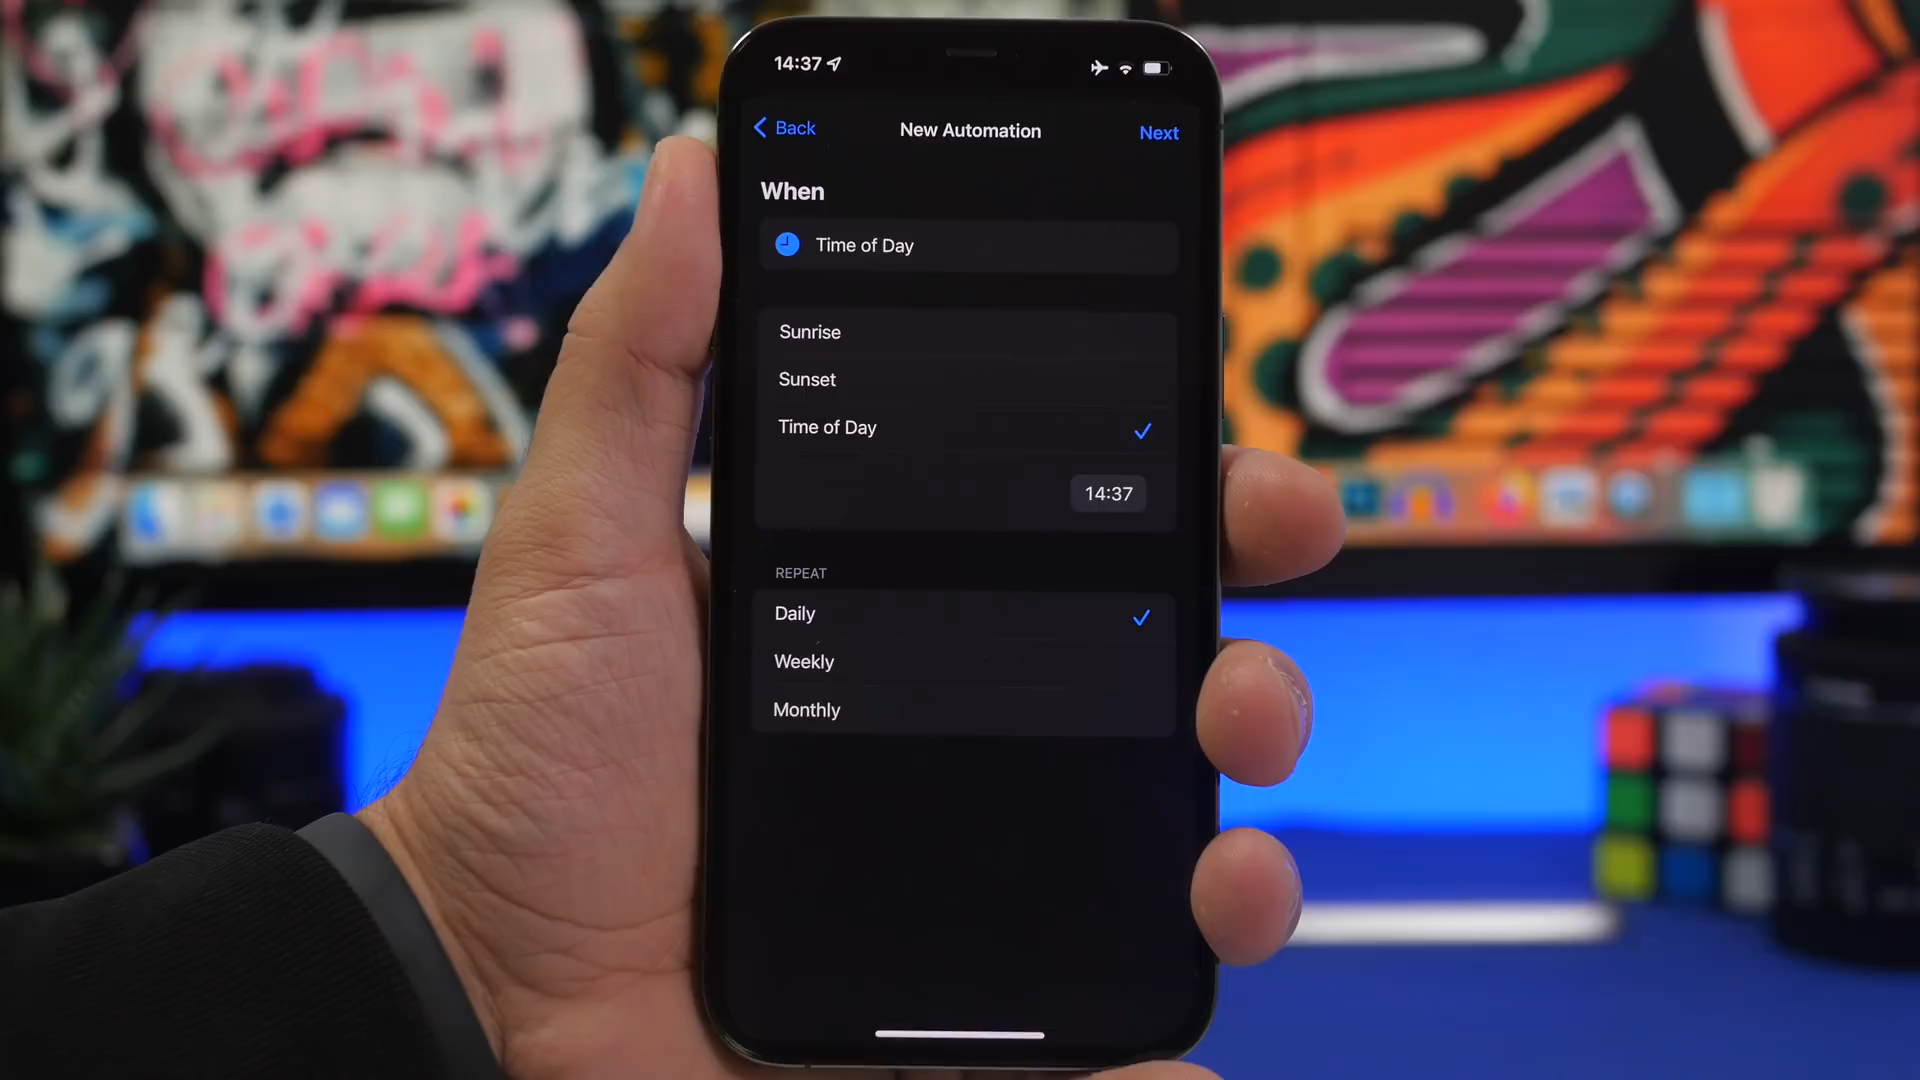 14:37
Back
New Automation
Next
When
Time of Day
Sunrise
Sunset
Time of Day
14:37
REPEAT
Daily
Weekly
Monthly